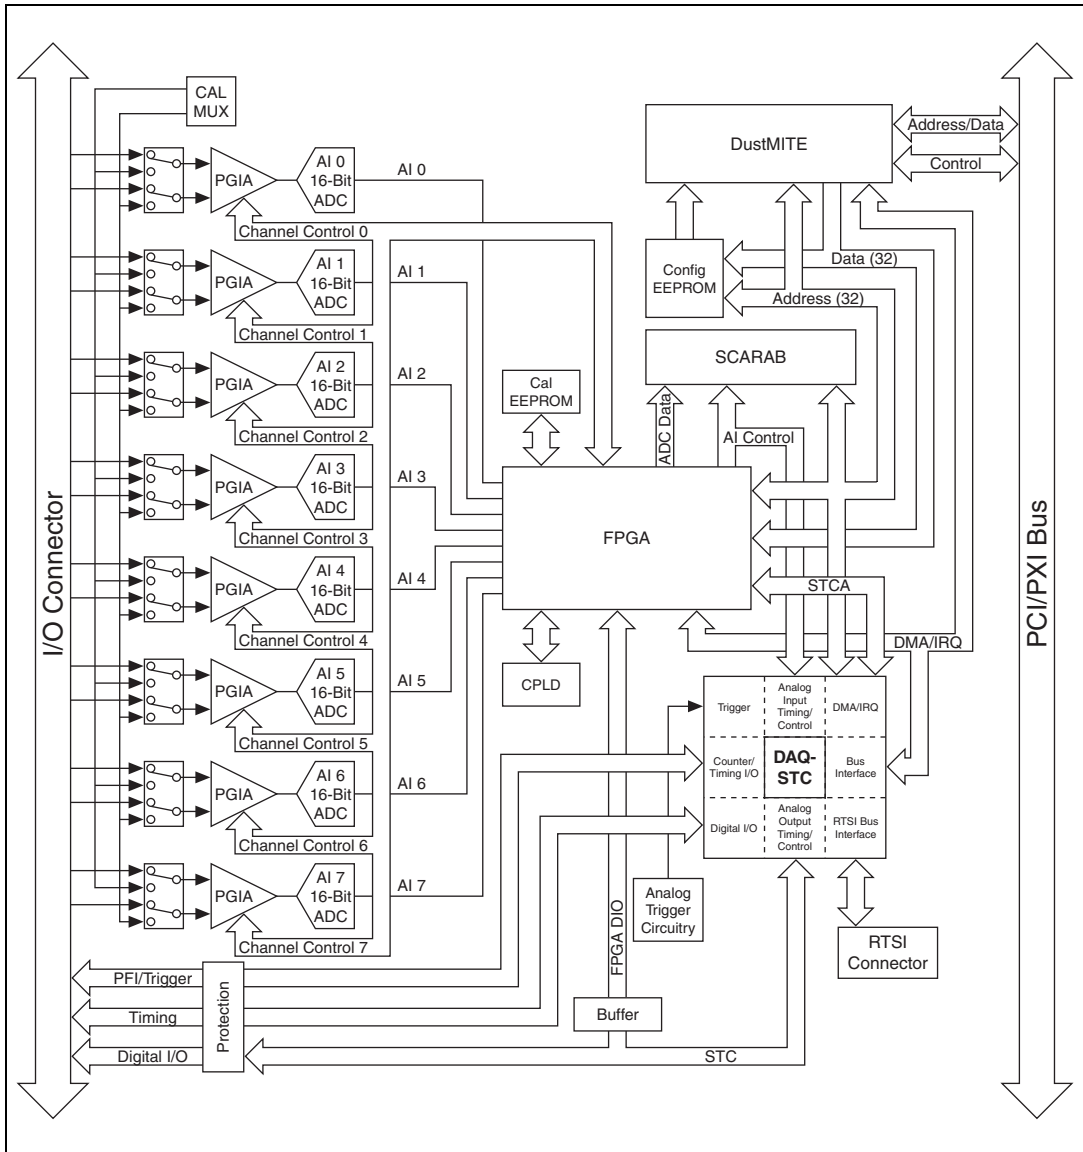 CAL
MUX
I/O Connector
PCI/PXI Bus
PGIA
AI 0
16-Bit
ADC
AI 0
Channel Control 0
PGIA
AI 1
16-Bit
ADC
AI 1
Channel Control 1
PGIA
AI 2
16-Bit
ADC
AI 2
Channel Control 2
PGIA
AI 3
16-Bit
ADC
AI 3
Channel Control 3
PGIA
AI 4
16-Bit
ADC
AI 4
Channel Control 4
PGIA
AI 5
16-Bit
ADC
AI 5
Channel Control 5
PGIA
AI 6
16-Bit
ADC
AI 6
Channel Control 6
PGIA
AI 7
16-Bit
ADC
AI 7
Channel Control 7
DustMITE
Address/Data
Control
Config
EEPROM
Data (32)
Address (32)
SCARAB
Cal
EEPROM
ADC Data
AI Control
FPGA
STCA
DMA/IRQ
CPLD
Trigger
Analog
Input
Timing/
Control
DMA/IRQ
Counter/
Timing I/O
DAQ-
STC
Bus
Interface
Digital I/O
Analog
Output
Timing/
Control
RTSI Bus
Interface
Analog
Trigger
Circuitry
RTSI
Connector
FPGA DIO
Buffer
PFI/Trigger
Timing
Digital I/O
Protection
STC